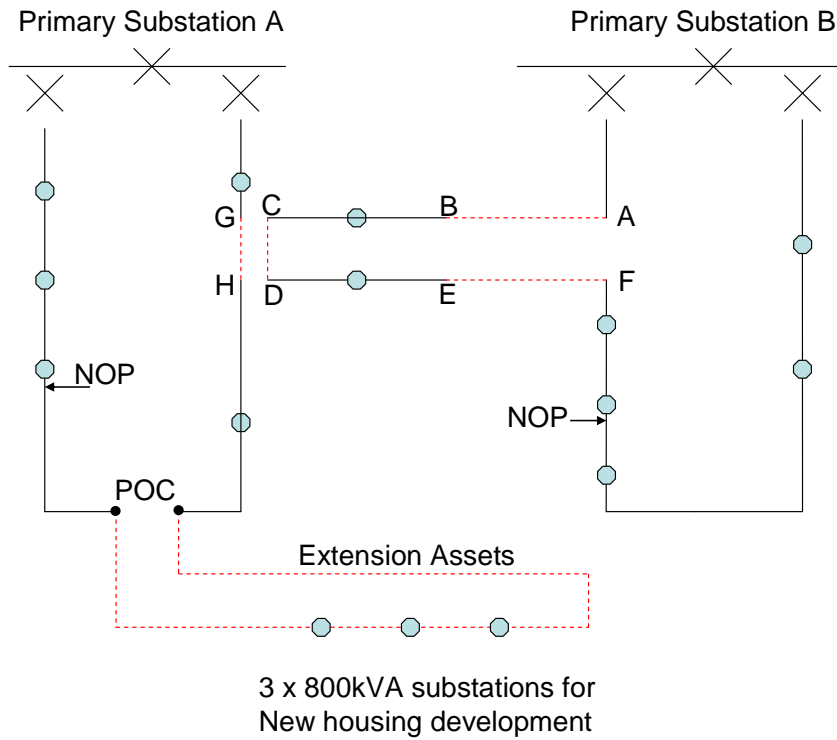 Primary Substation A
Primary Substation B
G
C
B
A
H
D
E
F
NOP
NOP
POC
Extension Assets
3 x 800kVA substations for
New housing development